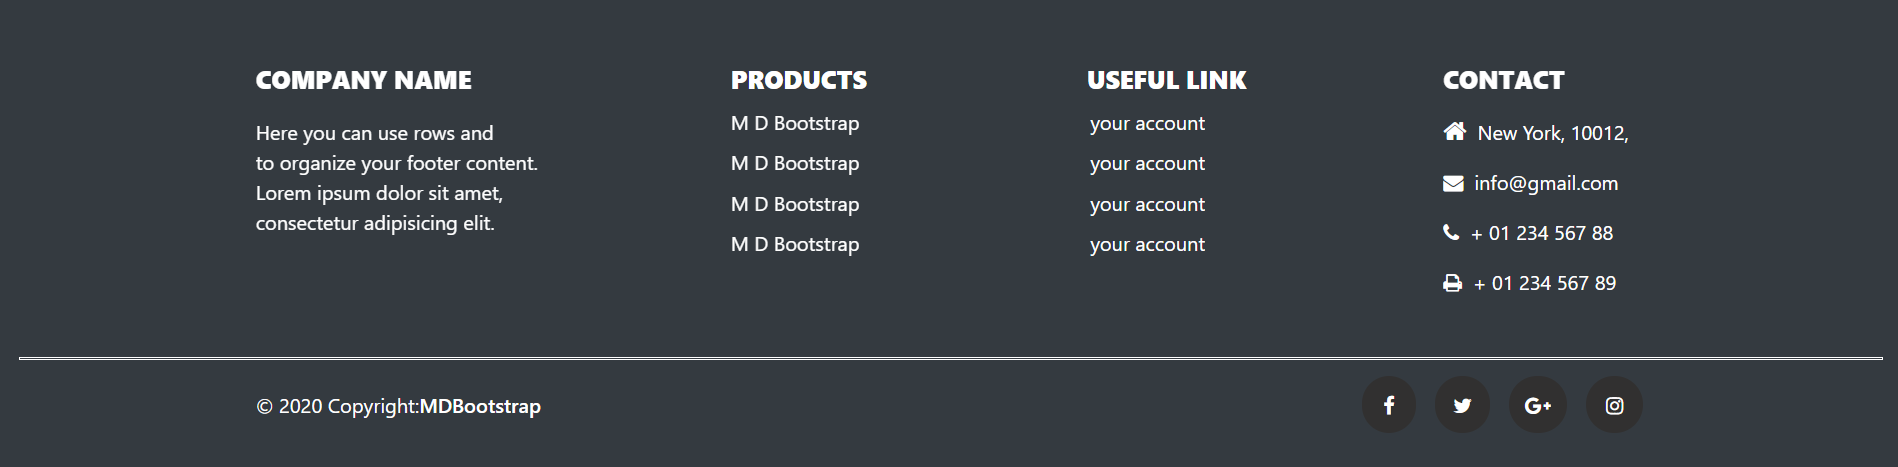 COMPANY NAME
Here you can use rows and
to organize your footer content.
Lorem ipsum dolor sit amet,
consectetur adipisicing elit.
PRODUCTS
M D Bootstrap
M D Bootstrap
M D Bootstrap
M D Bootstrap
USEFUL LINK
your account
your account
your account
your account
CONTACT
New York, 10012,
info@gmail.com
+ 01 234 567 88
+ 01 234 567 89
© 2020 Copyright:MDBootstrap